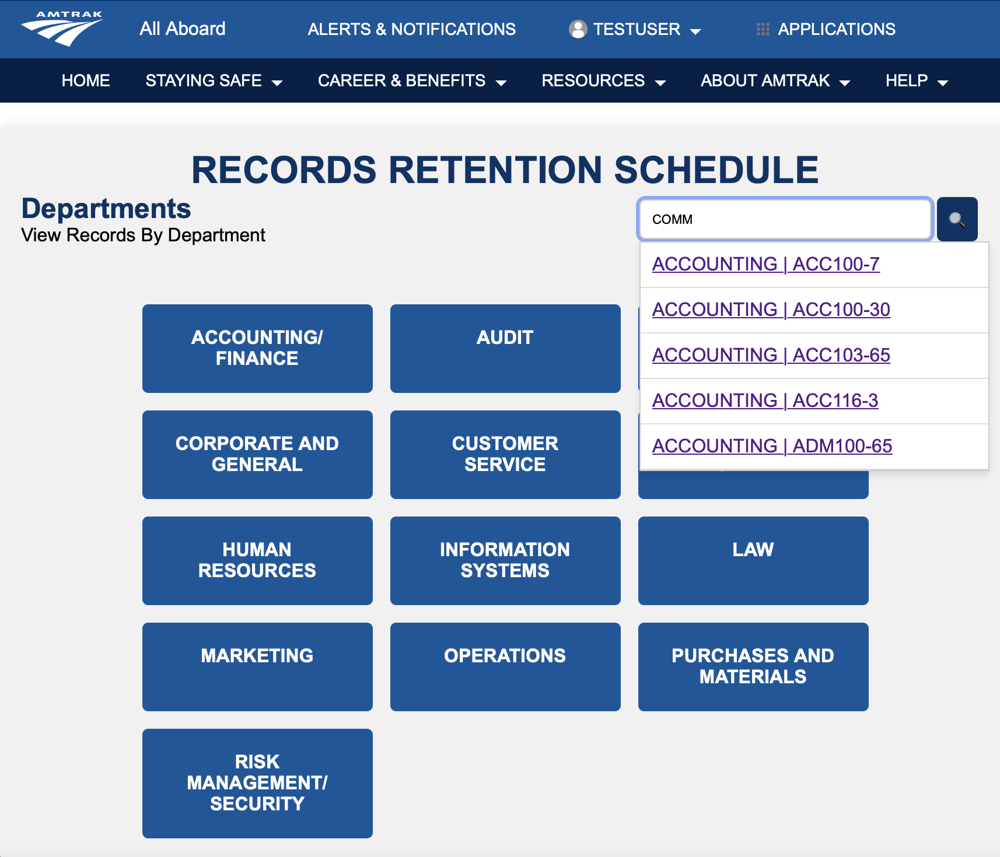 AMTRAK
All Aboard
ALERTS & NOTIFICATIONS
TESTUSER
APPLICATIONS
HOME
STAYING SAFE
CAREER & BENEFITS
RESOURCES
ABOUT AMTRAK
HELP
RECORDS RETENTION SCHEDULE
Departments
View Records By Department
COMM
ACCOUNTING | ACC100-7
ACCOUNTING | ACC100-30
ACCOUNTING | ACC103-65
ACCOUNTING | ACC116-3
ACCOUNTING | ADM100-65
ACCOUNTING/
FINANCE
AUDIT
CORPORATE AND
GENERAL
CUSTOMER
SERVICE
HUMAN
RESOURCES
INFORMATION
SYSTEMS
LAW
MARKETING
OPERATIONS
PURCHASES AND
MATERIALS
RISK
MANAGEMENT/
SECURITY